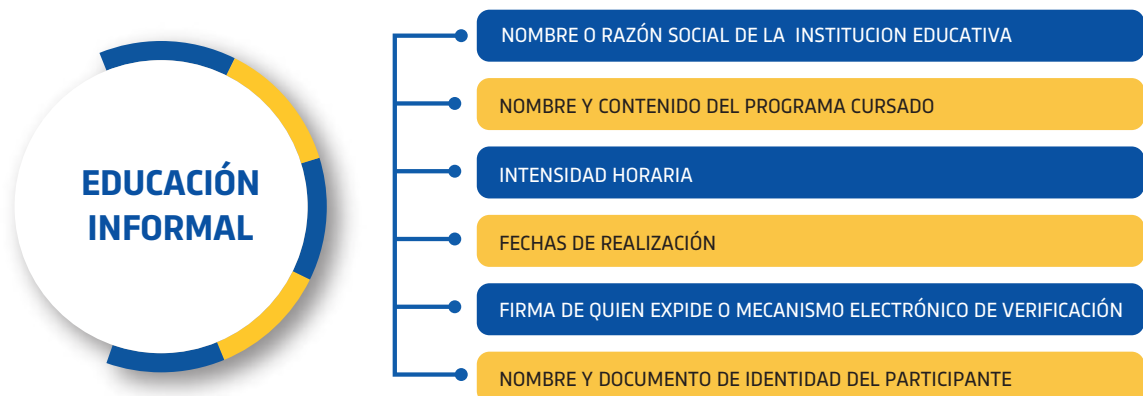 EDUCACIÓN
INFORMAL
NOMBRE O RAZÓN SOCIAL DE LA INSTITUCION EDUCATIVA
NOMBRE Y CONTENIDO DEL PROGRAMA CURSADO
INTENSIDAD HORARIA
FECHAS DE REALIZACIÓN
FIRMA DE QUIEN EXPIDE O MECANISMO ELECTRÓNICO DE VERIFICACIÓN
NOMBRE Y DOCUMENTO DE IDENTIDAD DEL PARTICIPANTE